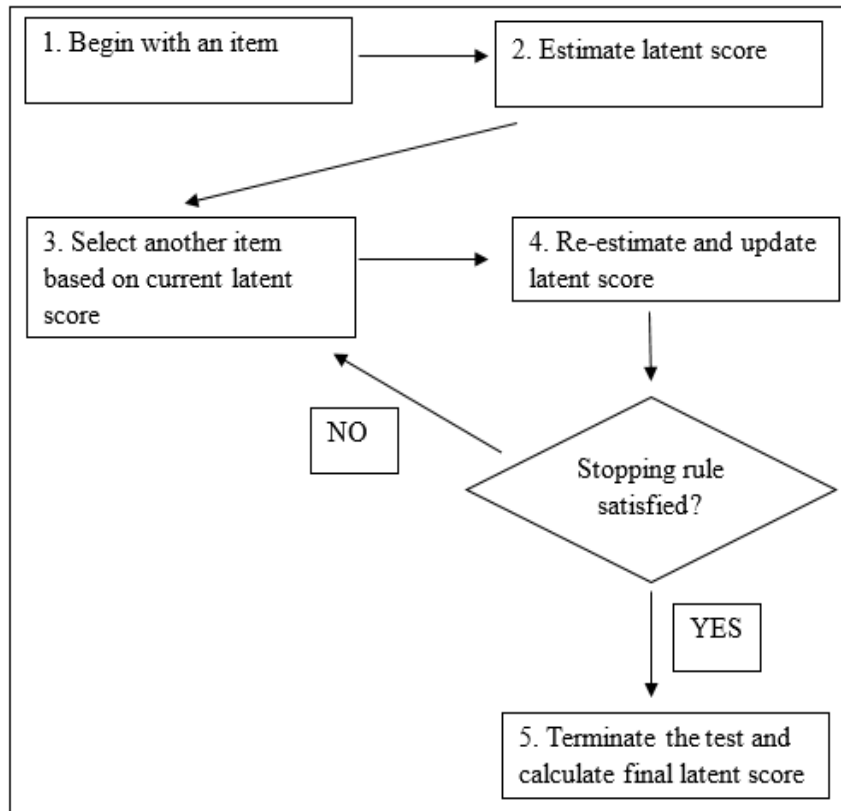 1. Begin with an item
2. Estimate latent score
3. Select another item
based on current latent
score
4. Re-estimate and update
latent score
NO
Stopping rule
satisfied?
YES
5. Terminate the test and
calculate final latent score